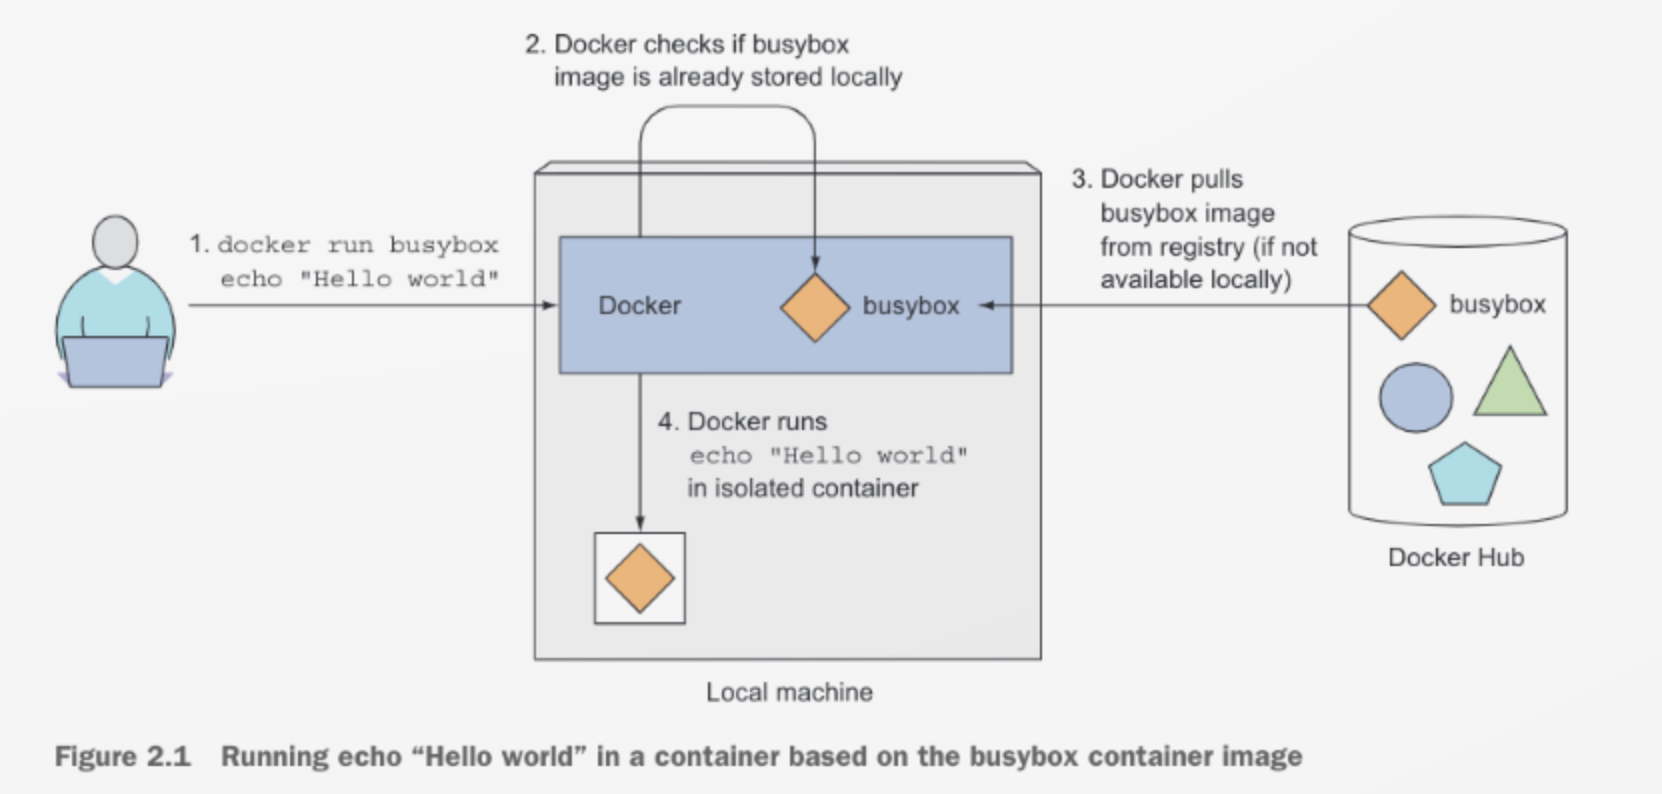 2. Docker checks if busybox
image is already stored locally
1. docker run busybox
echo "Hello world"
Docker
busybox
3. Docker pulls
busybox image
from registry (if not
available locally)
busybox
4. Docker runs
echo "Hello world"
in isolated container
Docker Hub
Local machine
Figure 2.1 Running echo “Hello world” in a container based on the busybox container image